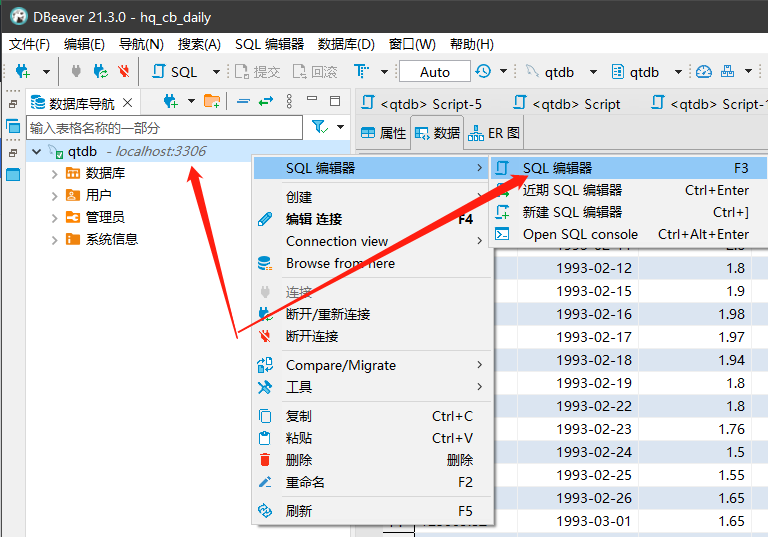 DBeaver 21.3.0 - hq_cb_daily
文件(F) 编辑(E) 导航(N) 搜索(A) SQL 编辑器 数据库(D) 窗口(W) 帮助(H)
SQL 提交 回滚 Auto qtdb qtdb
数据库导航
<qtdb> Script-5 <qtdb> Script <qtdb> Script-
输入表格名称的一部分
属性 数据 ER 图
qtdb - localhost:3306
数据库
用户
管理员
系统信息
SQL 编辑器
创建
编辑 连接 F4
Connection view
Browse from here
连接
断开/重新连接
断开连接
Compare/Migrate
工具
复制 Ctrl+C
粘贴 Ctrl+V
删除 删除
重命名 F2
刷新 F5
SQL 编辑器 F3
近期 SQL 编辑器 Ctrl+Enter
新建 SQL 编辑器 Ctrl+]
Open SQL console Ctrl+Alt+Enter
1993-02-12 1.8
1993-02-15 1.9
1993-02-16 1.98
1993-02-17 1.97
1993-02-18 1.94
1993-02-19 1.8
1993-02-22 1.8
1993-02-23 1.76
1993-02-24 1.5
1993-02-25 1.55
1993-02-26 1.65
1993-03-01 1.65